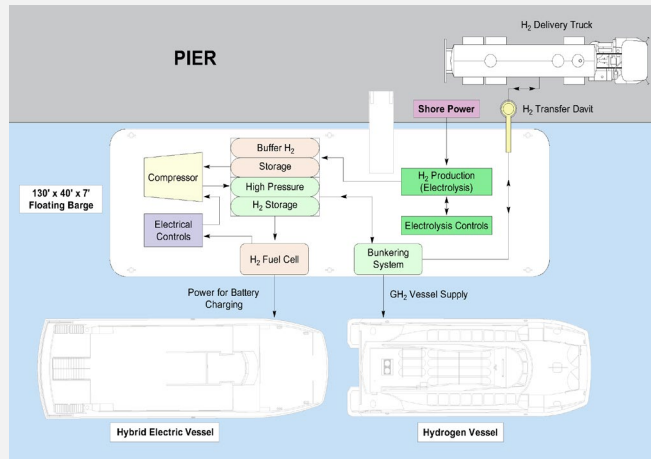 H₂ Delivery Truck
PIER
H₂ Transfer Davit
Shore Power
Buffer H₂
Storage
High Pressure
H₂ Storage
Compressor
H₂ Production
(Electrolysis)
130' x 40' x 7'
Floating Barge
Electrical
Controls
Electrolysis Controls
H₂ Fuel Cell
Bunkering
System
Power for Battery
Charging
GH₂ Vessel Supply
Hybrid Electric Vessel
Hydrogen Vessel